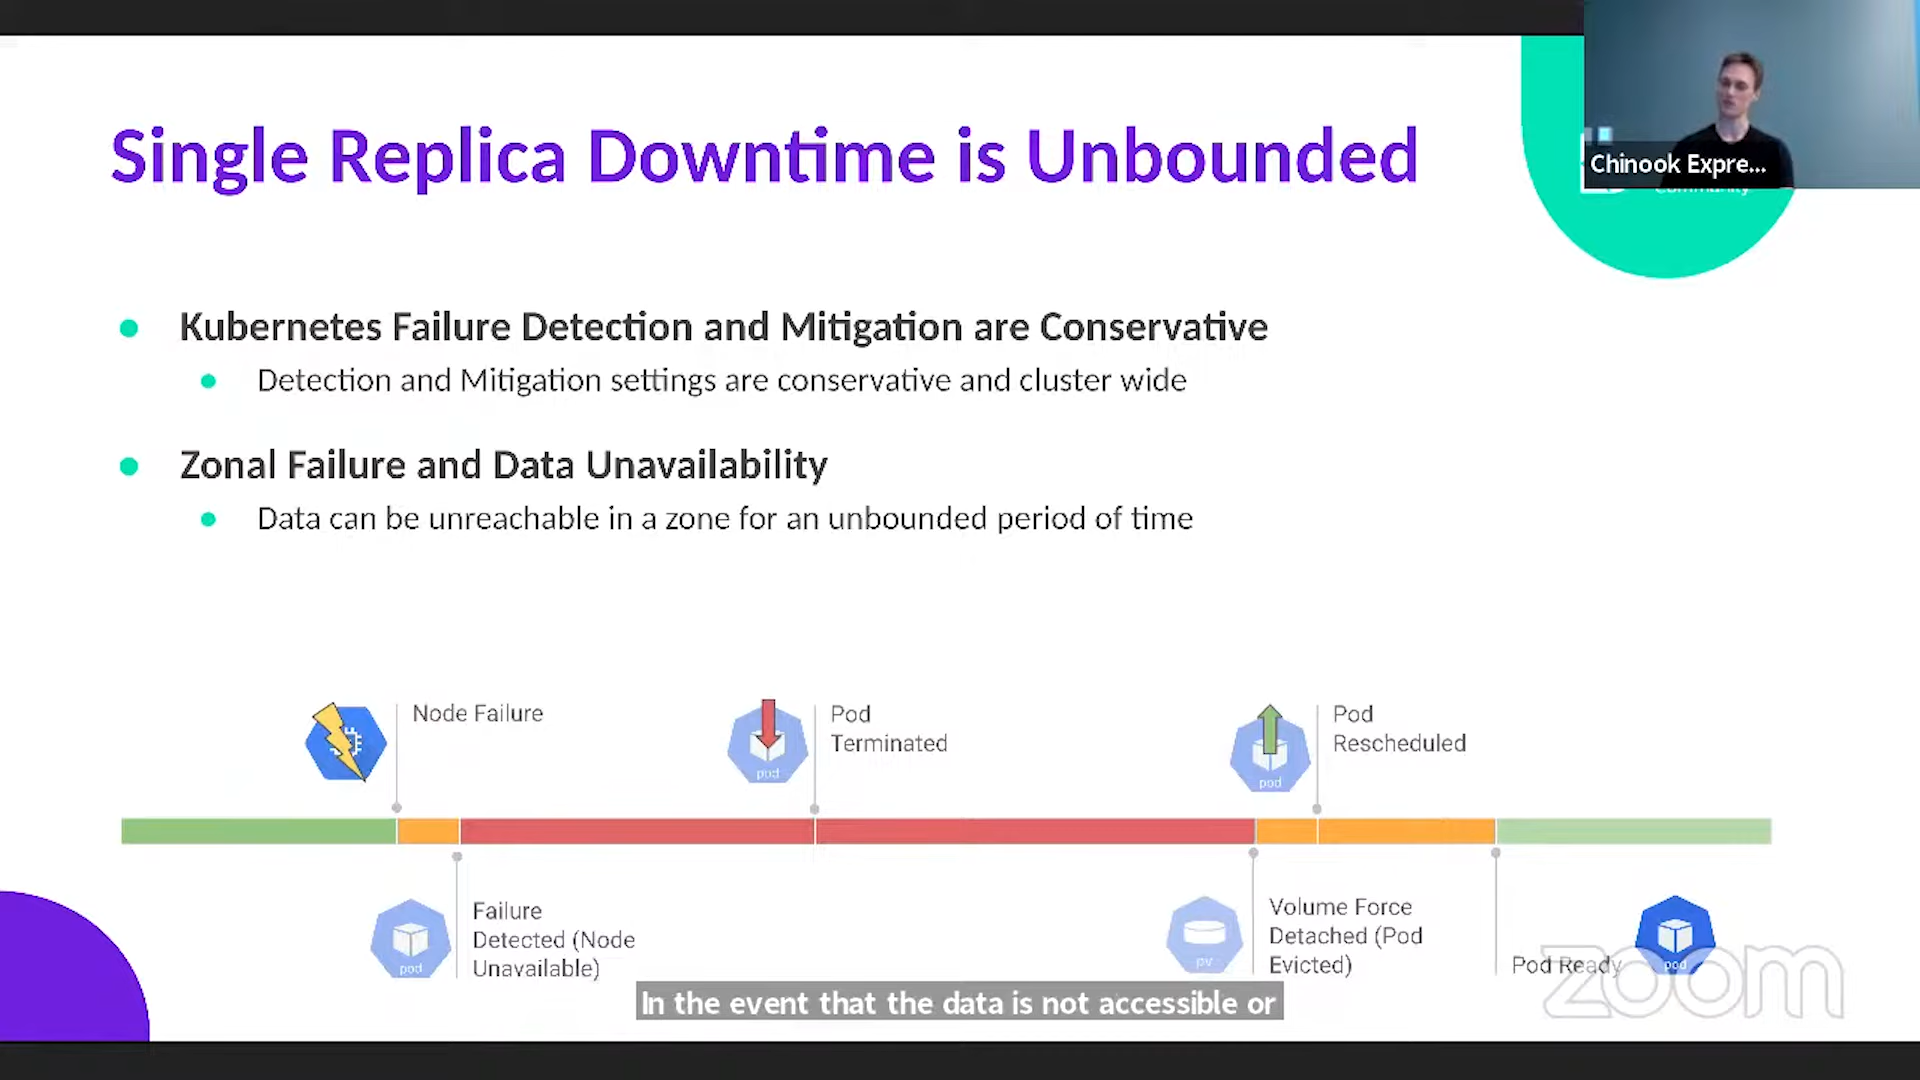 Single Replica Downtime is Unbounded
Chinook Expre...
Community
Kubernetes Failure Detection and Mitigation are Conservative
Detection and Mitigation settings are conservative and cluster wide
Zonal Failure and Data Unavailability
Data can be unreachable in a zone for an unbounded period of time
Node Failure
pod
Pod
Terminated
pod
Pod
Rescheduled
pod
Failure
Detected (Node
Unavailable)
pv
Volume Force
Detached (Pod
Evicted)
Pod Ready
pod
zoom
In the event that the data is not accessible or